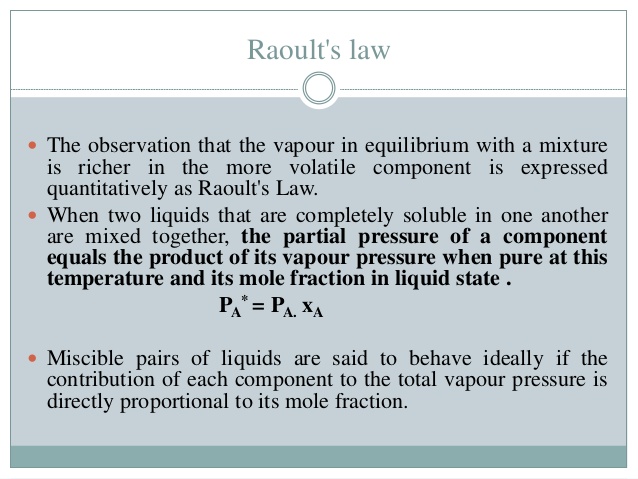 Raoult's law
• The observation that the vapour in equilibrium with a mixture
is richer in the more volatile component is expressed
quantitatively as Raoult's Law.
• When two liquids that are completely soluble in one another
are mixed together, the partial pressure of a component
equals the product of its vapour pressure when pure at this
temperature and its mole fraction in liquid state .
P_A^* = P_A. x_A
• Miscible pairs of liquids are said to behave ideally if the
contribution of each component to the total vapour pressure is
directly proportional to its mole fraction.